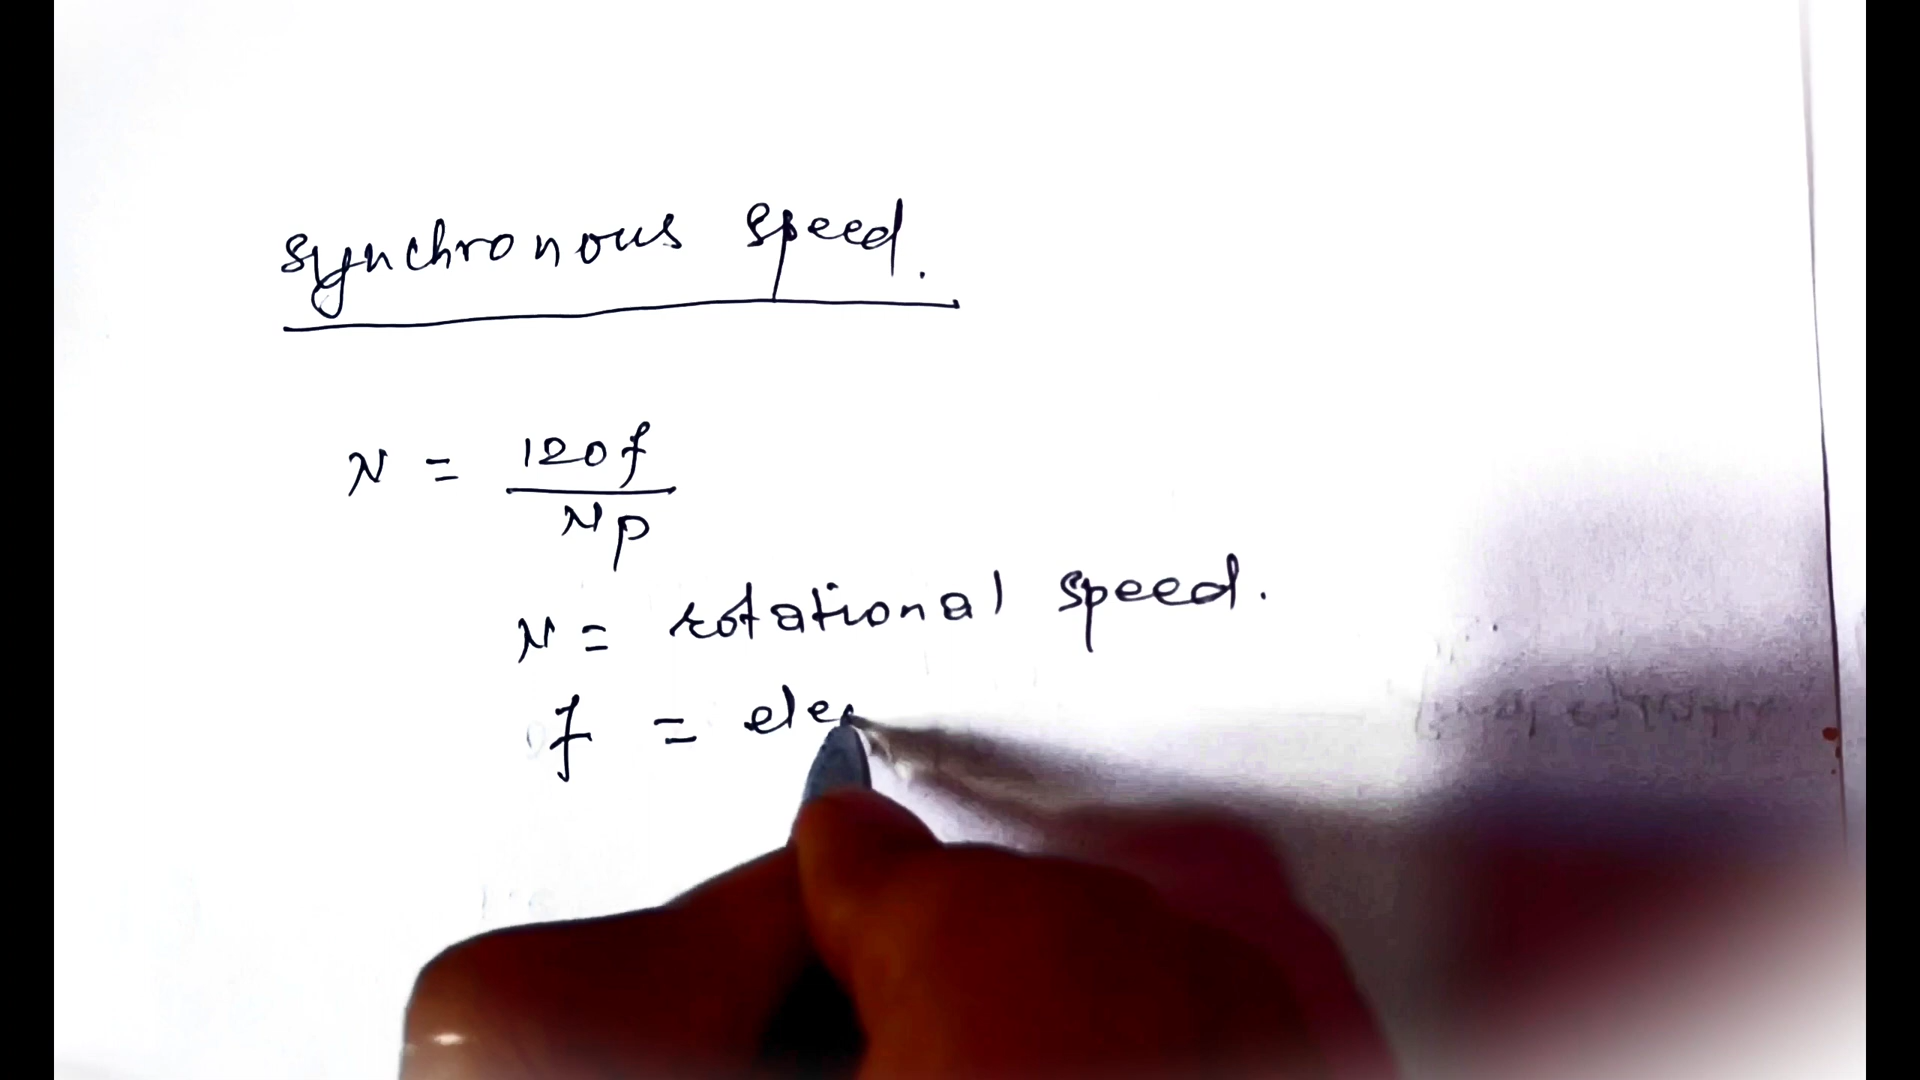 synchronous speed.
N = 120f
Np
N = rotational speed.
f = ele